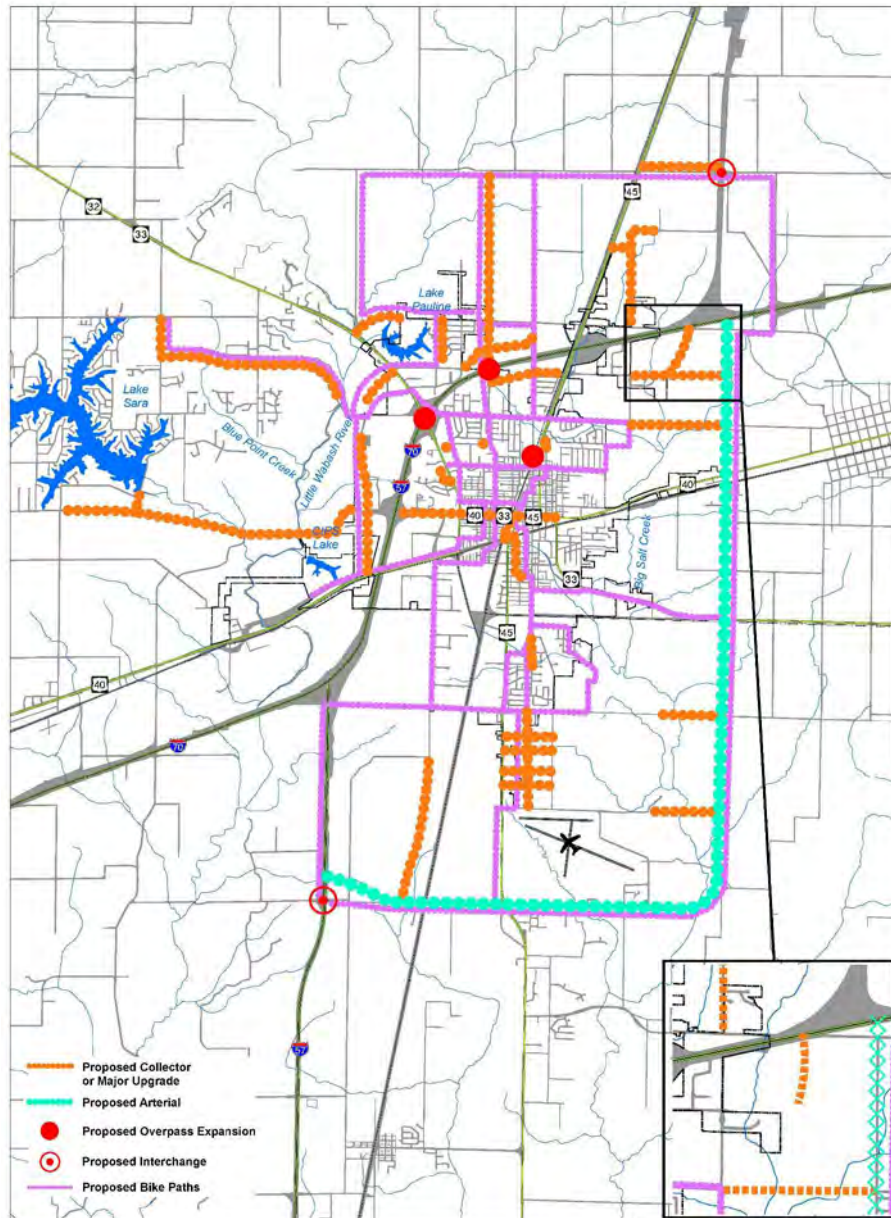 45
32
33
Lake
Pauline
Lake
Sara
Blue Point Creek
Little Wabash River
70
57
40
40
33
45
CIPS
Lake
Big Salt Creek
33
45
40
70
57
Proposed Collector
or Major Upgrade
Proposed Arterial
Proposed Overpass Expansion
Proposed Interchange
Proposed Bike Paths